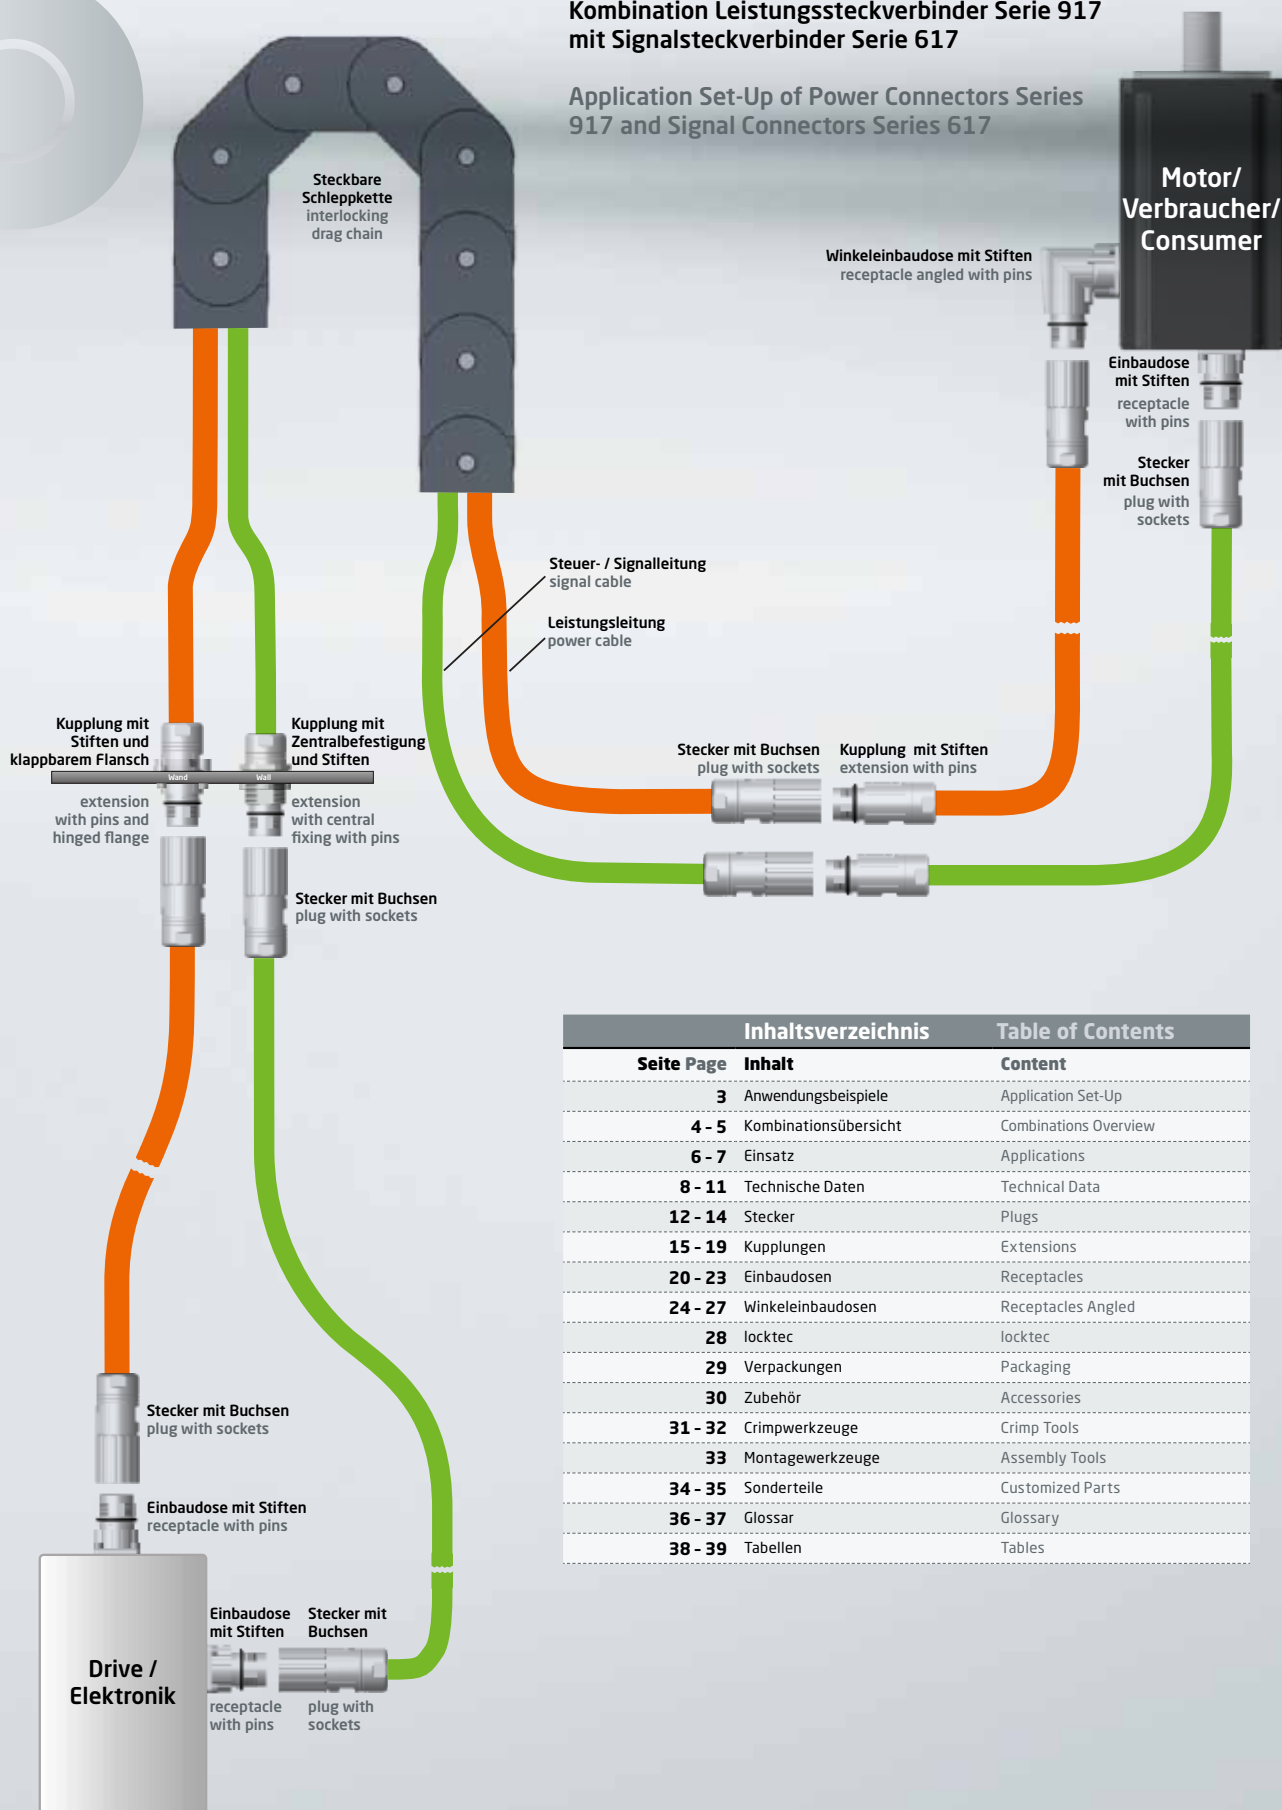 Kombination Leistungssteckverbinder Serie 917
mit Signalsteckverbinder Serie 617
Application Set-Up of Power Connectors Series
917 and Signal Connectors Series 617
Steckbare
Schleppkette
interlocking
drag chain
Motor/
Verbraucher/
Consumer
Winkeleinbaudose mit Stiften
receptacle angled with pins
Einbaudose
mit Stiften
receptacle
with pins
Stecker
mit Buchsen
plug with
sockets
Steuer- / Signalleitung
signal cable
Leistungsleitung
power cable
Kupplung mit
Stiften und
klappbarem Flansch
Wand
extension
with pins and
hinged flange
Kupplung mit
Zentralbefestigung
und Stiften
Wall
extension
with central
fixing with pins
Stecker mit Buchsen
plug with sockets
Kupplung mit Stiften
extension with pins
Stecker mit Buchsen
plug with sockets
Inhaltsverzeichnis Table of Contents
Seite Page Inhalt Content
3 Anwendungsbeispiele Application Set-Up
4 – 5 Kombinationsübersicht Combinations Overview
6 – 7 Einsatz Applications
8 – 11 Technische Daten Technical Data
12 – 14 Stecker Plugs
15 – 19 Kupplungen Extensions
20 – 23 Einbaudosen Receptacles
24 – 27 Winkeleinbaudosen Receptacles Angled
28 locktec locktec
29 Verpackungen Packaging
30 Zubehör Accessories
31 – 32 Crimpwerkzeuge Crimp Tools
33 Montagewerkzeuge Assembly Tools
34 – 35 Sonderteile Customized Parts
36 – 37 Glossar Glossary
38 – 39 Tabellen Tables
Stecker mit Buchsen
plug with sockets
Einbaudose mit Stiften
receptacle with pins
Drive /
Elektronik
Einbaudose
mit Stiften
receptacle
with pins
Stecker mit
Buchsen
plug with
sockets